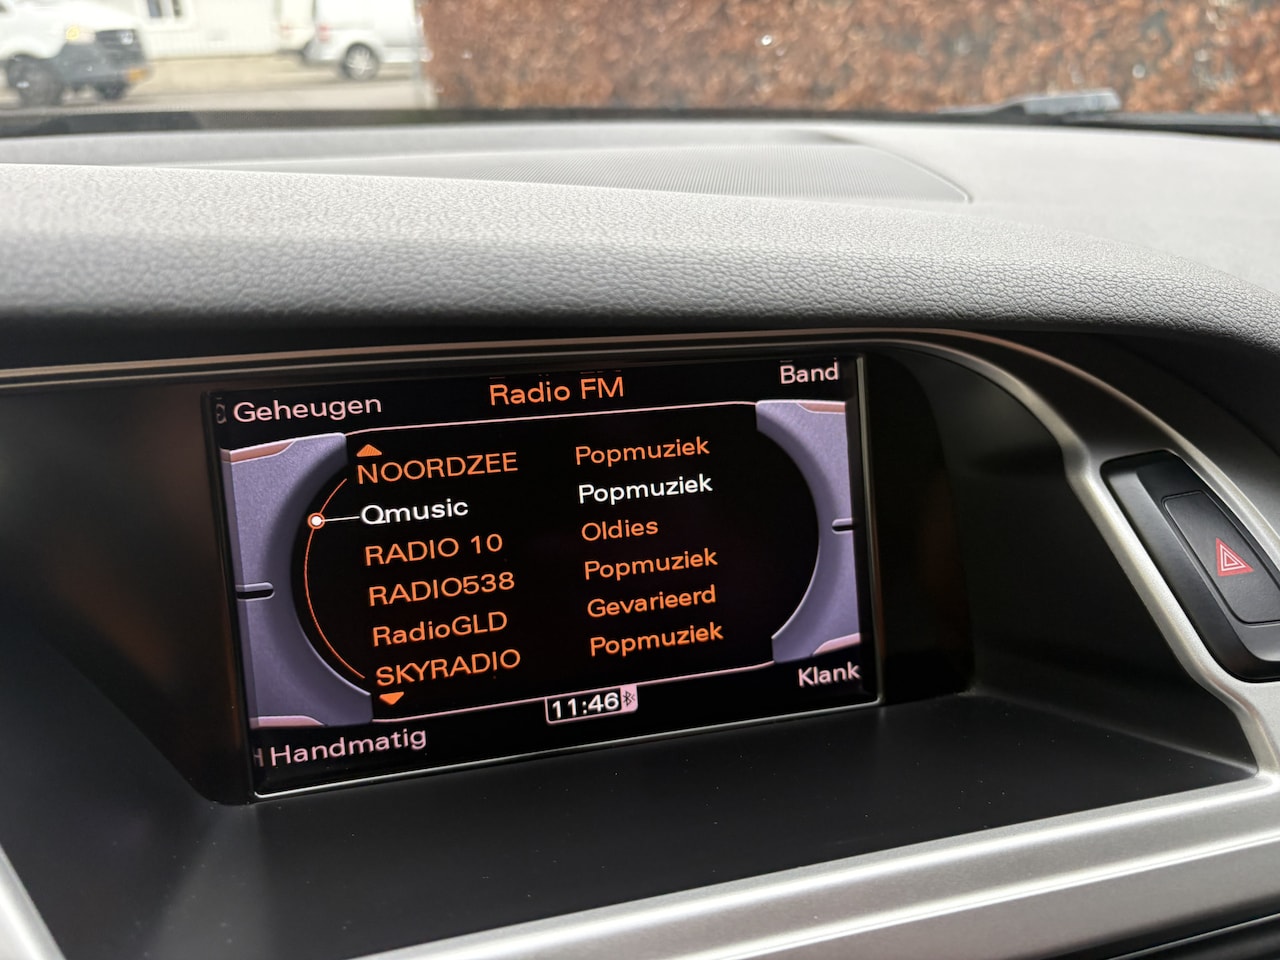 Geheugen Radio FM Band
NOORDZEE Popmuziek
Qmusic Popmuziek
RADIO 10 Oldies
RADIO538 Popmuziek
RadioGLD Gevarieerd
SKYRADIO Popmuziek
Handmatig 11:46 Klank